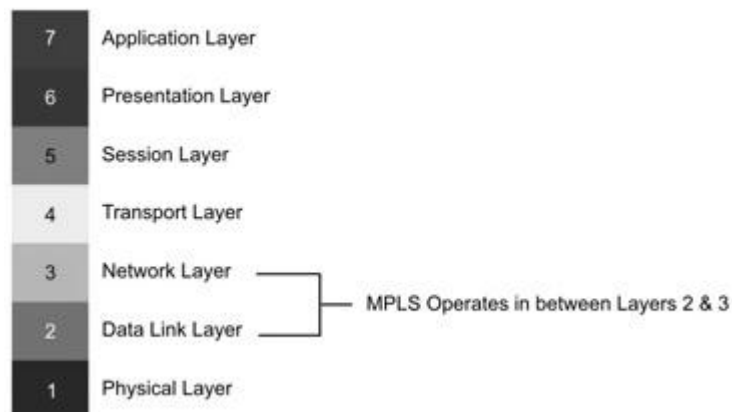 7 Application Layer
6 Presentation Layer
5 Session Layer
4 Transport Layer
3 Network Layer
MPLS Operates in between Layers 2 & 3
2 Data Link Layer
1 Physical Layer